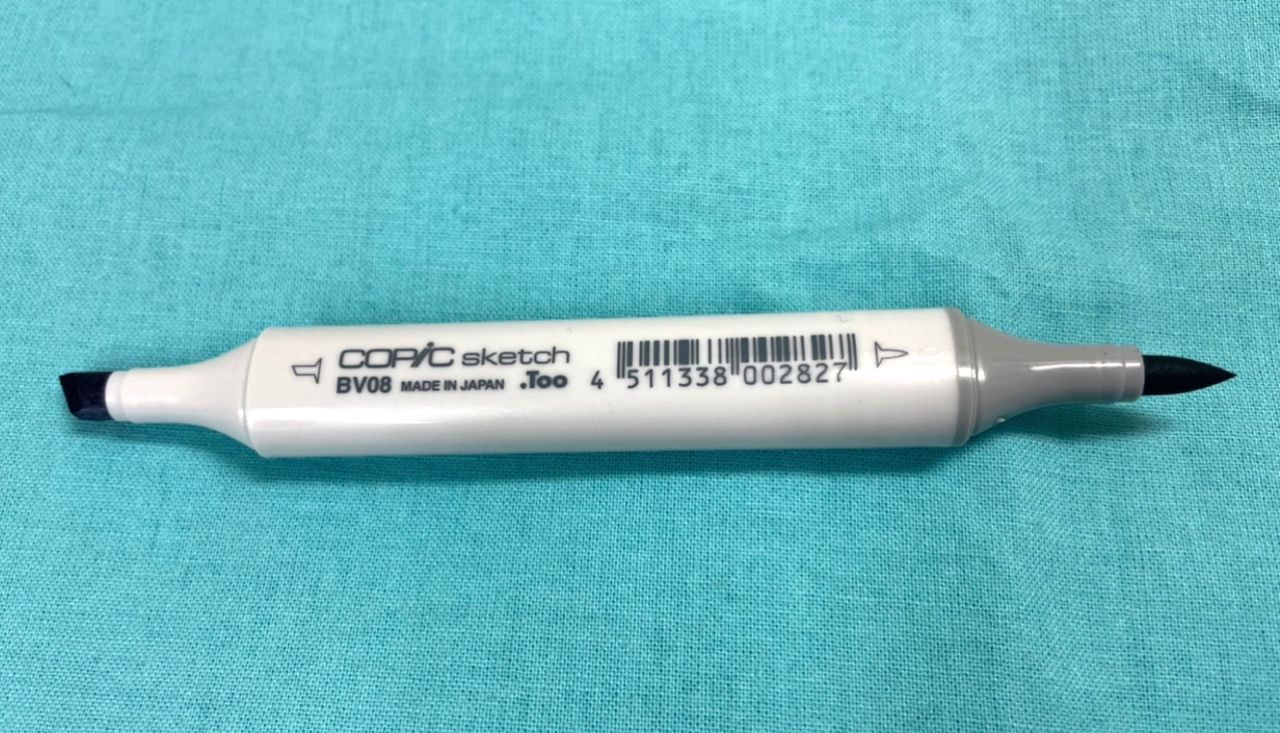 COPIC sketch
BV08 MADE IN JAPAN .Too
4 511338 002827